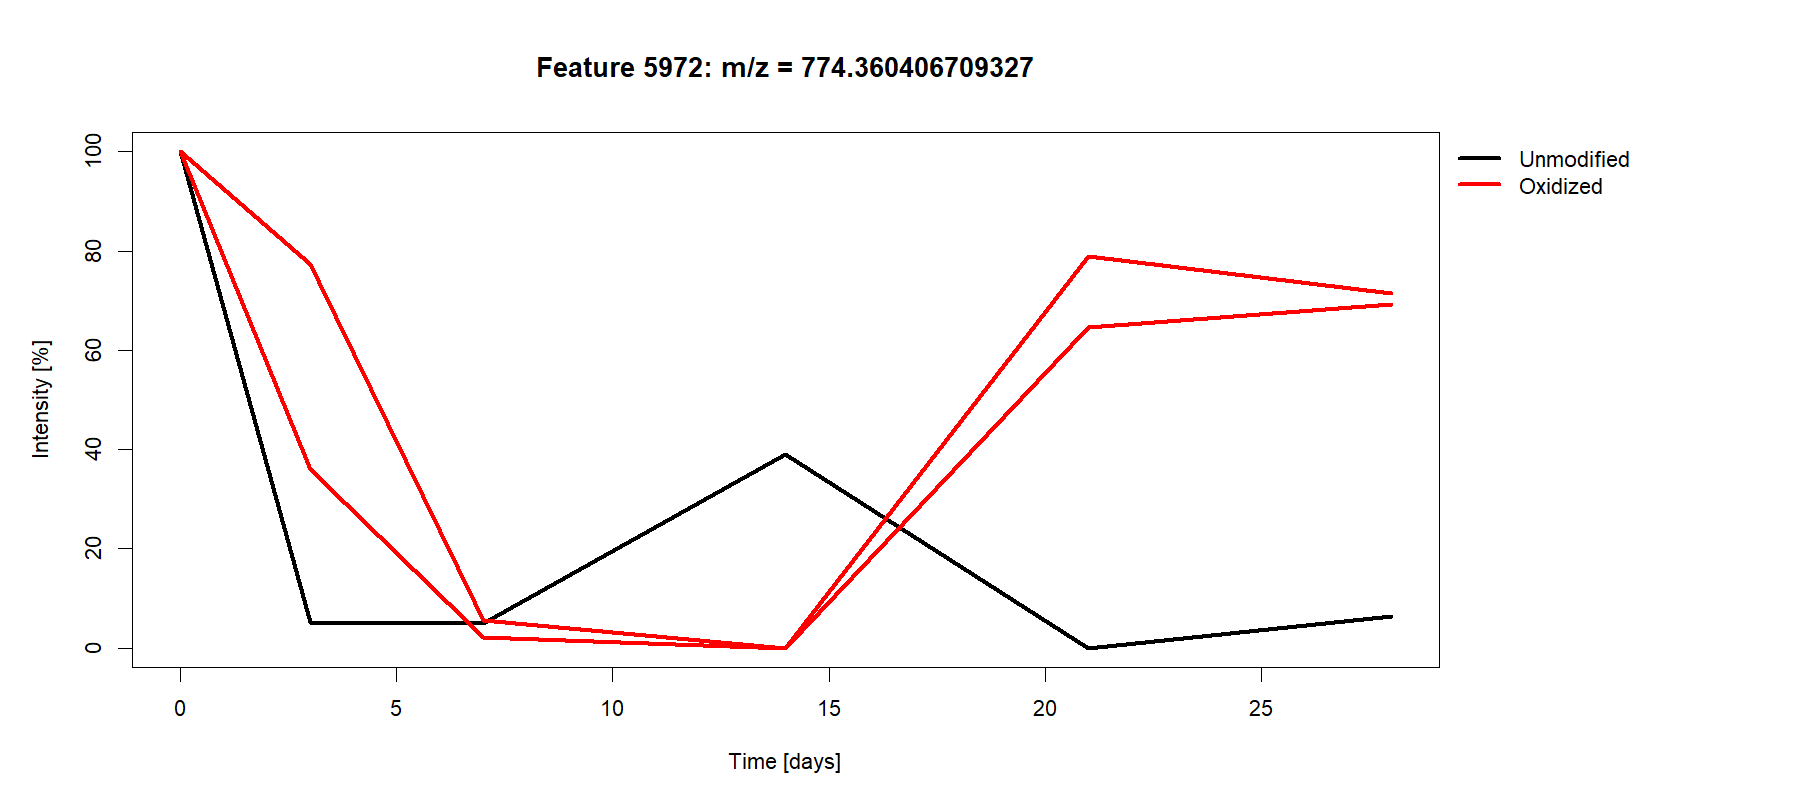 Feature 5972: m/z = 774.360406709327
Unmodified
Oxidized
Intensity [%]
100
80
60
40
20
0
0 5 10 15 20 25
Time [days]